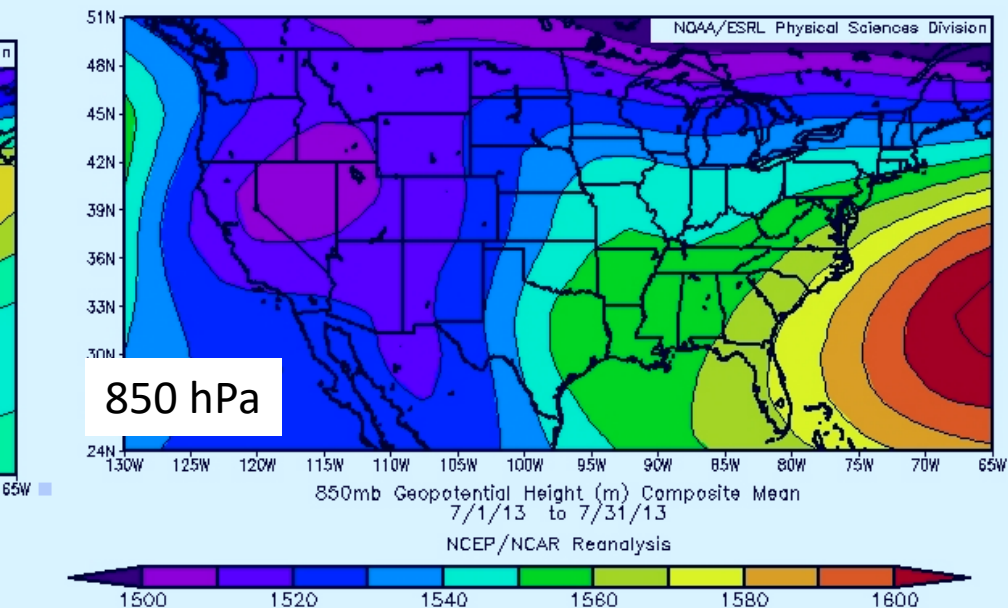 n
NOAA/ESRL Physical Sciences Division
51N
48N
45N
42N
39N
36N
33N
30N
24N
850 hPa
130W 125W 120W 115W 110W 105W 100W 95W 90W 85W 80W 75W 70W 65W
65W
850mb Geopotential Height (m) Composite Mean
7/1/13 to 7/31/13
NCEP/NCAR Reanalysis
1500 1520 1540 1560 1580 1600